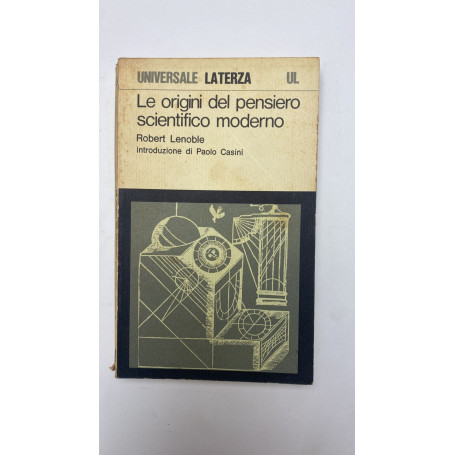 UNIVERSALE LATERZA UL
Le origini del pensiero
scientifico moderno
Robert Lenoble
introduzione di Paolo Casini